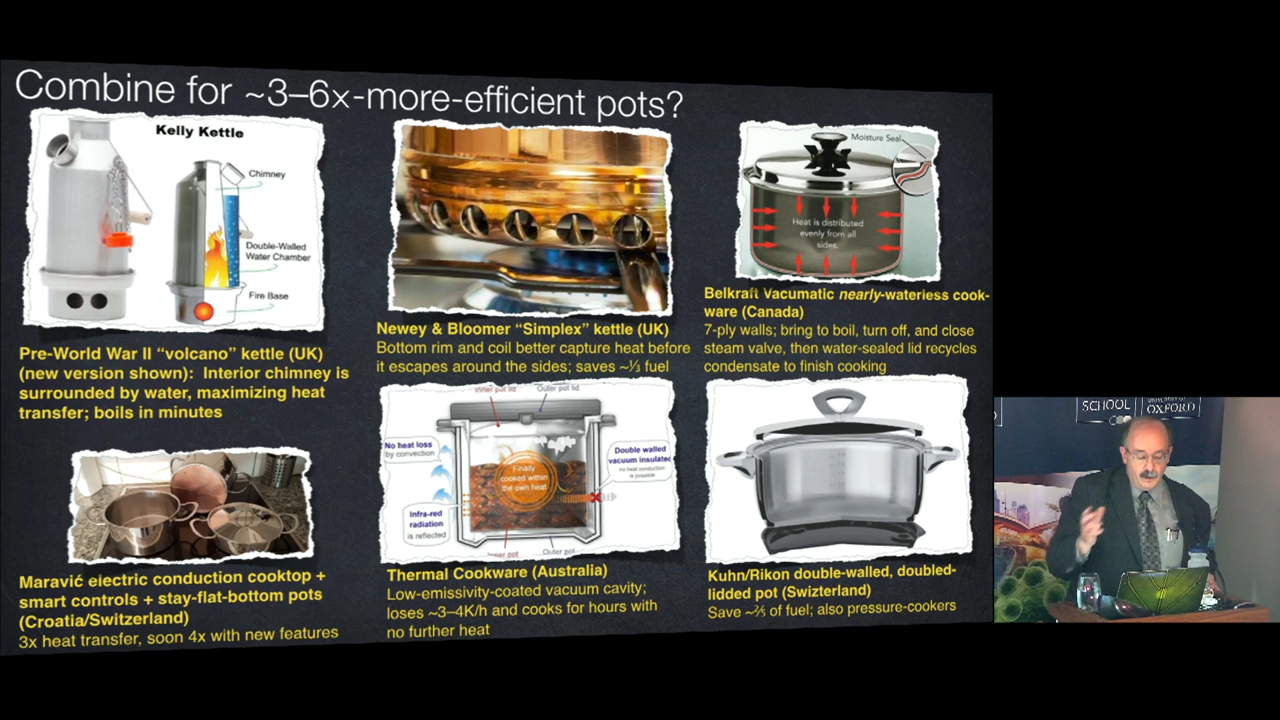 Combine for ~3–6x-more-efficient pots?
Kelly Kettle
Chimney
Double-Walled
Water Chamber
Fire Base
Pre-World War II “volcano” kettle (UK)
(new version shown): Interior chimney is
surrounded by water, maximizing heat
transfer; boils in minutes
Newey & Bloomer “Simplex” kettle (UK)
Bottom rim and coil better capture heat before
it escapes around the sides; saves ~⅓ fuel
Moisture Seal
Heat is distributed
evenly from all
sides.
Belkraft Vacumatic nearly-waterless cook-
ware (Canada)
7-ply walls; bring to boil, turn off, and close
steam valve, then water-sealed lid recycles
condensate to finish cooking
Maravić electric conduction cooktop +
smart controls + stay-flat-bottom pots
(Croatia/Switzerland)
3x heat transfer, soon 4x with new features
Inner pot lid
Outer pot lid
No heat loss
by convection
Finally
cooked within
the own heat
Double walled
vacuum insulated
no heat conduction
is possible
Infra-red
radiation
is reflected
Inner pot
Outer pot
Thermal Cookware (Australia)
Low-emissivity-coated vacuum cavity;
loses ~3–4K/h and cooks for hours with
no further heat
Kuhn/Rikon double-walled, doubled-
lidded pot (Swizterland)
Save ~⅖ of fuel; also pressure-cookers
SCHOOL
UNIVERSITY OF
OXFORD